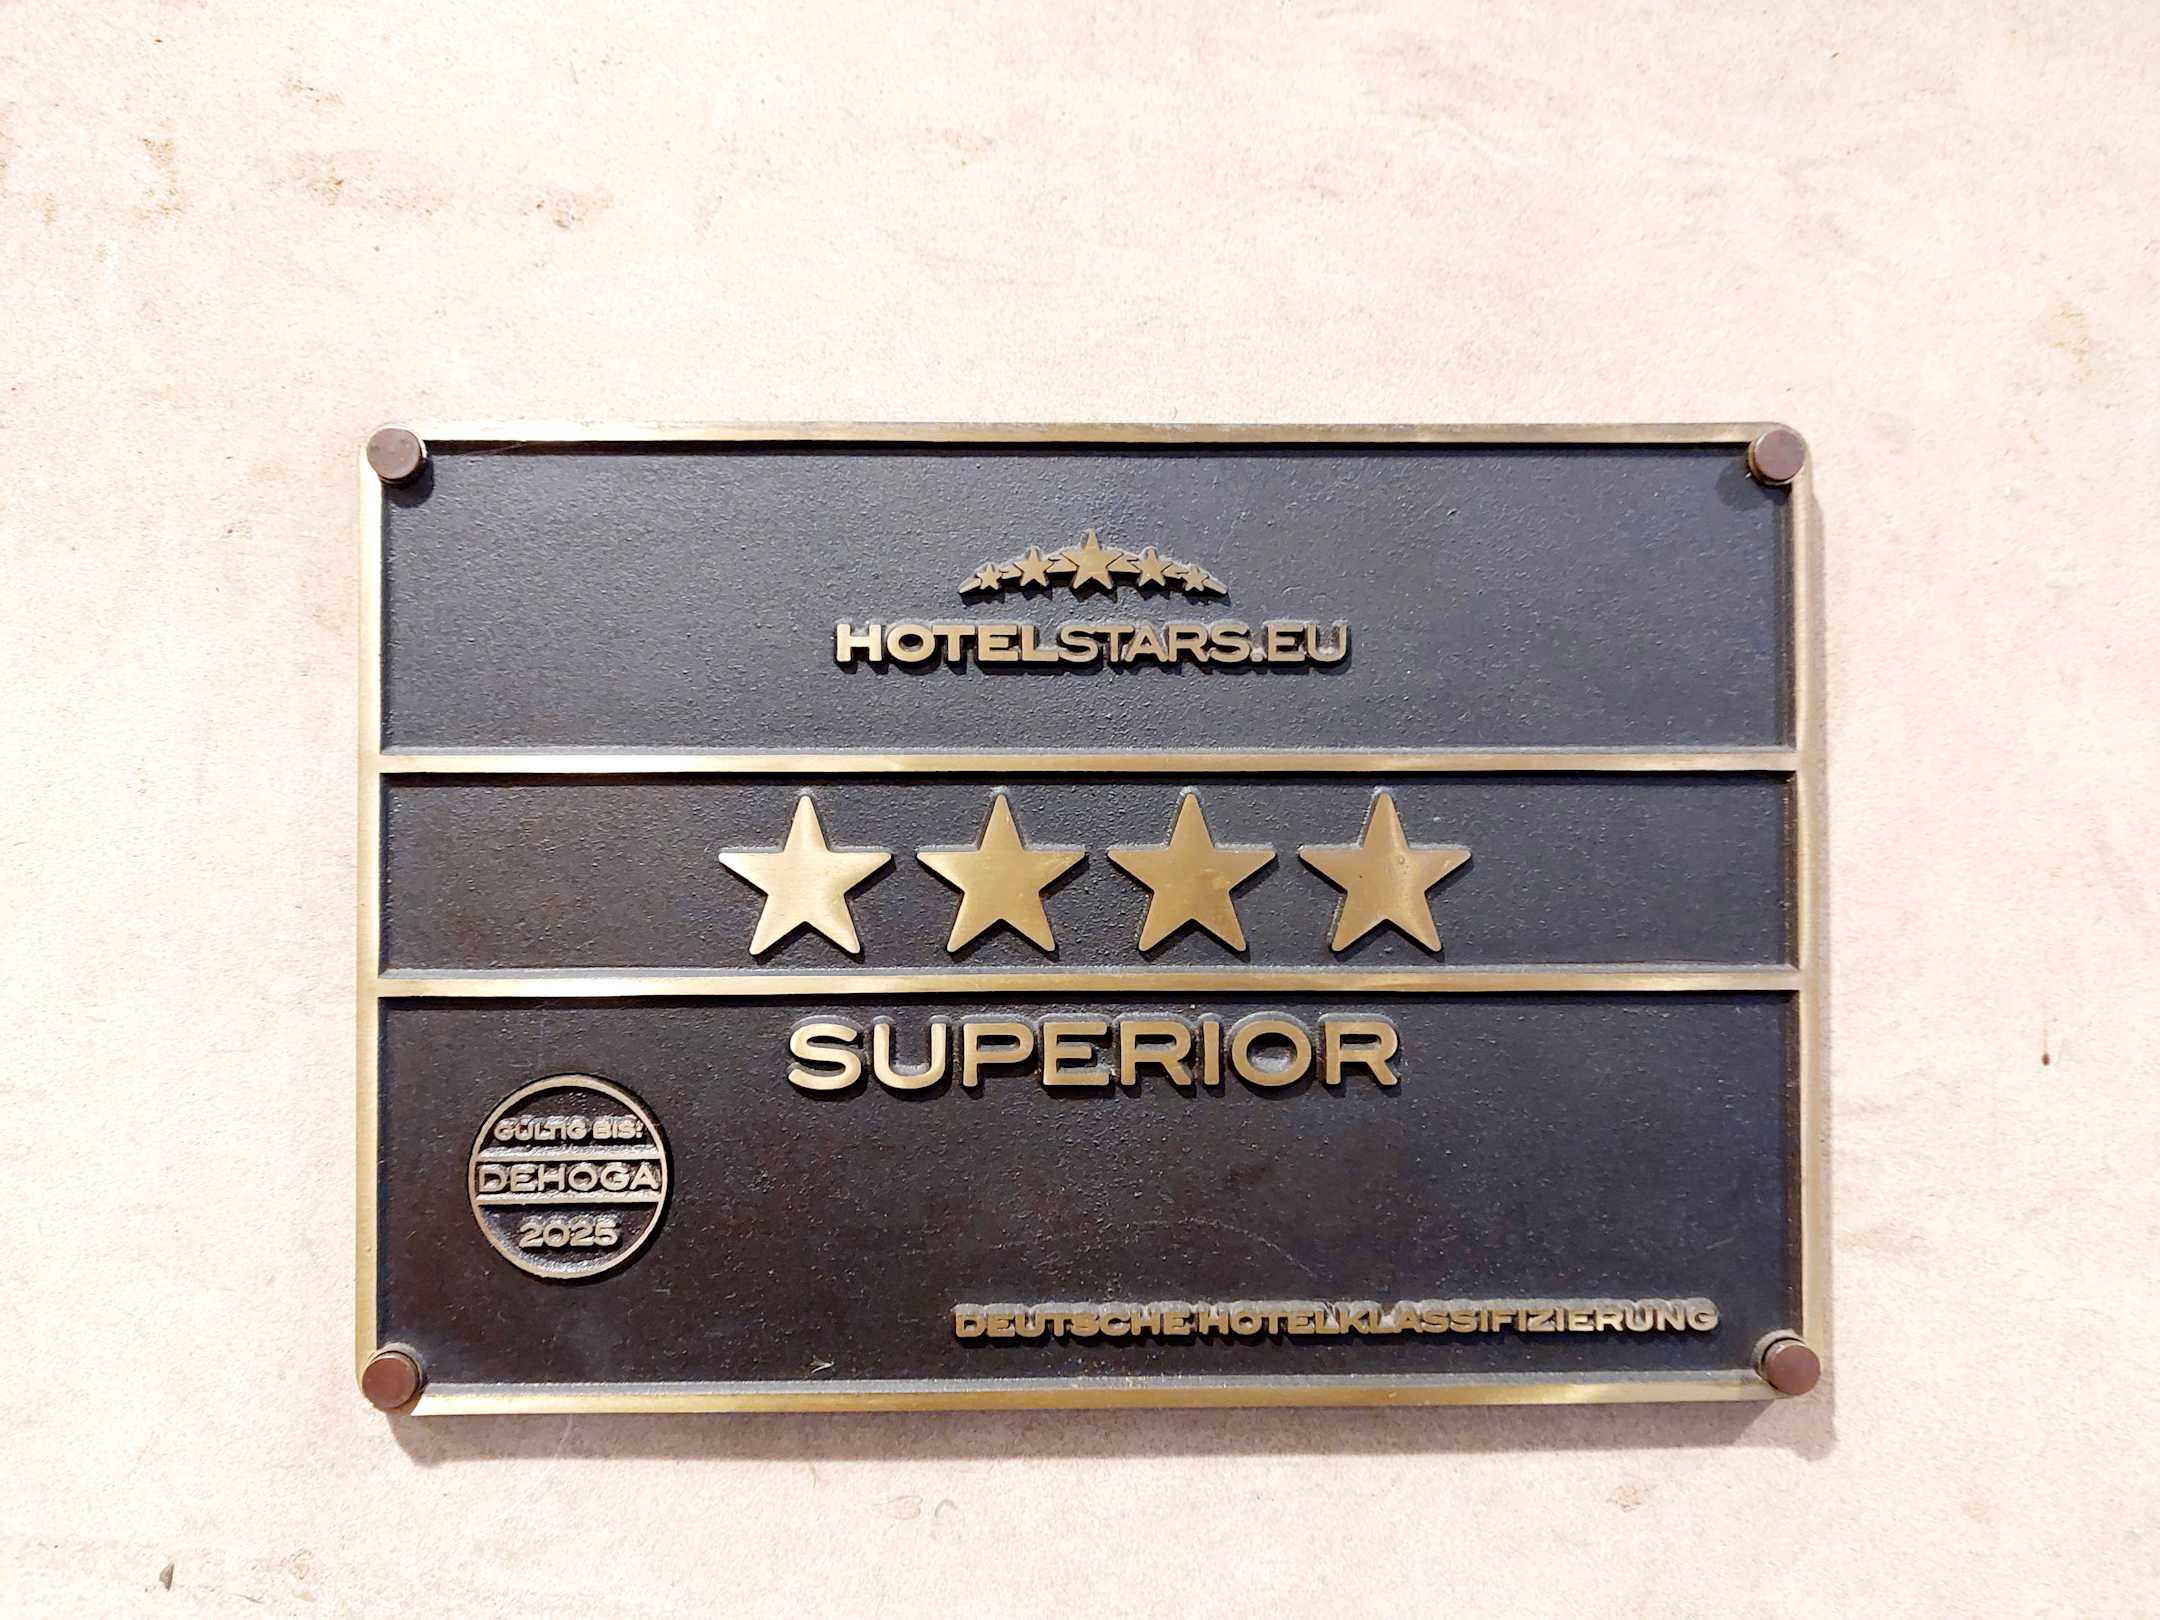 HOTELSTARS.EU
SUPERIOR
GÜLTIG BIS:
DEHOGA
2025
DEUTSCHE HOTELKLASSIFIZIERUNG